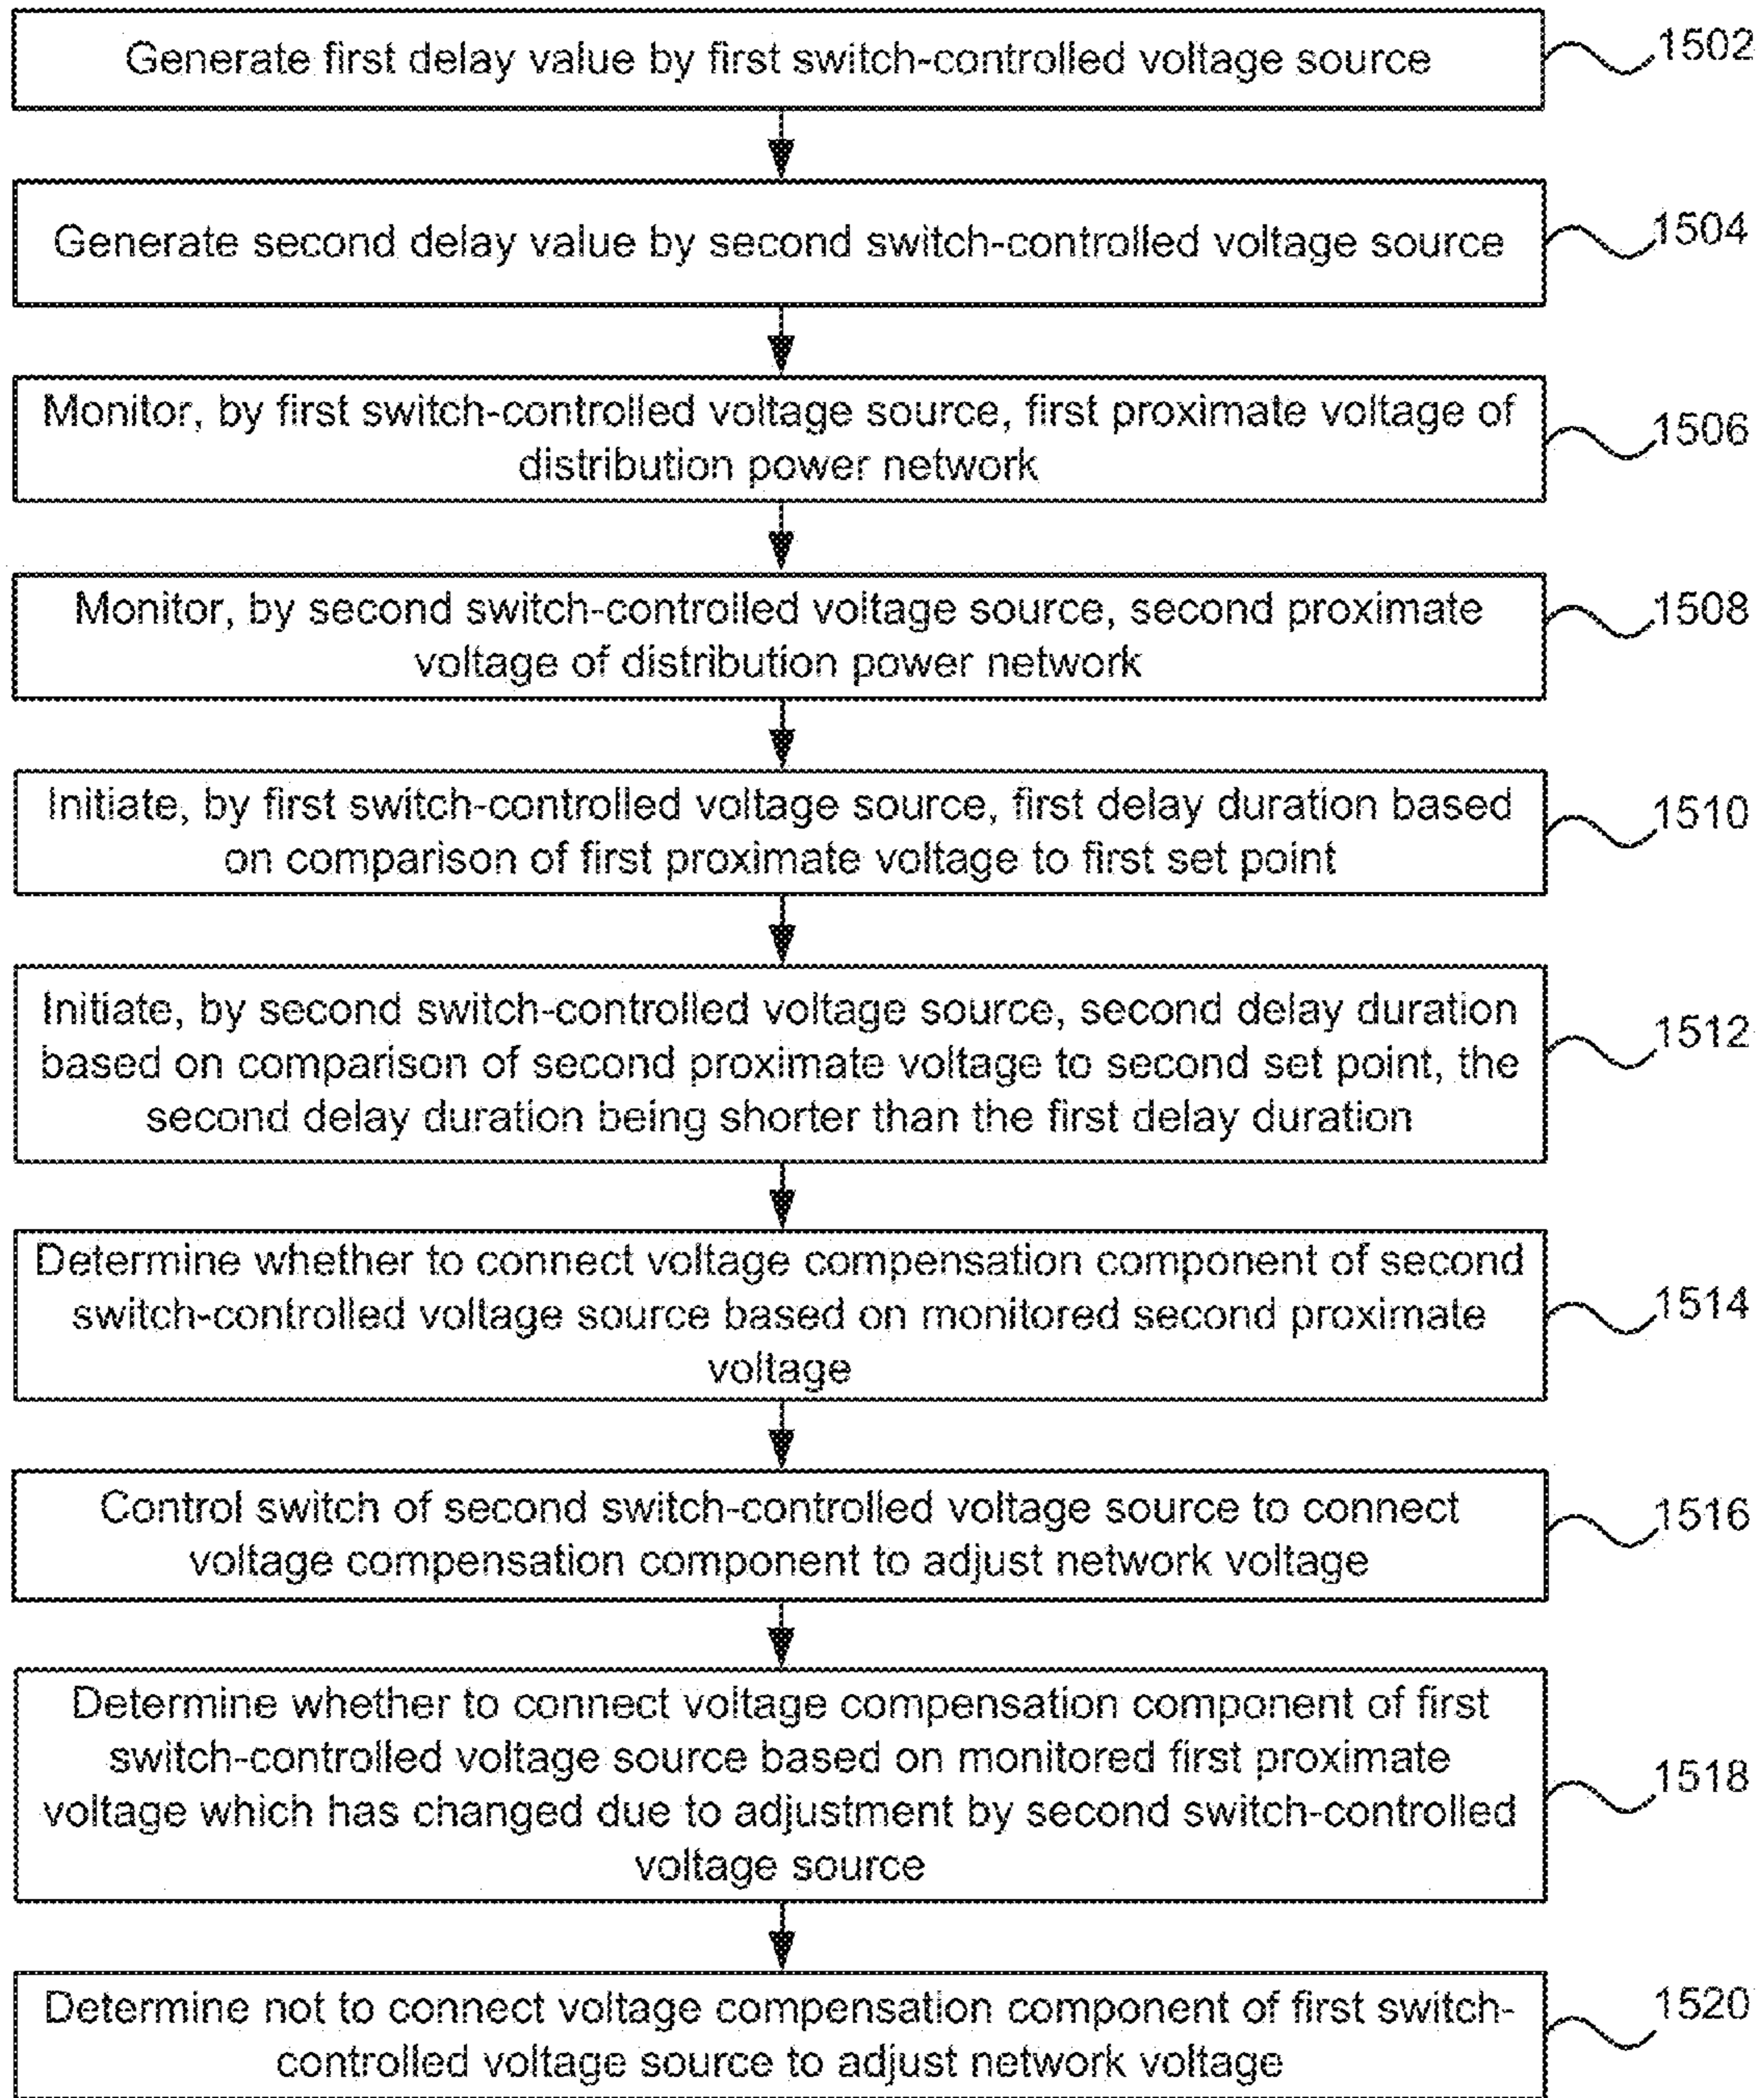 Generate first delay value by first switch-controlled voltage source
1502
Generate second delay value by second switch-controlled voltage source
1504
Monitor, by first switch-controlled voltage source, first proximate voltage of
distribution power network
1506
Monitor, by second switch-controlled voltage source, second proximate
voltage of distribution power network
1508
Initiate, by first switch-controlled voltage source, first delay duration based
on comparison of first proximate voltage to first set point
1510
Initiate, by second switch-controlled voltage source, second delay duration
based on comparison of second proximate voltage to second set point, the
second delay duration being shorter than the first delay duration
1512
Determine whether to connect voltage compensation component of second
switch-controlled voltage source based on monitored second proximate
voltage
1514
Control switch of second switch-controlled voltage source to connect
voltage compensation component to adjust network voltage
1516
Determine whether to connect voltage compensation component of first
switch-controlled voltage source based on monitored first proximate
voltage which has changed due to adjustment by second switch-controlled
voltage source
1518
Determine not to connect voltage compensation component of first switch-
controlled voltage source to adjust network voltage
1520